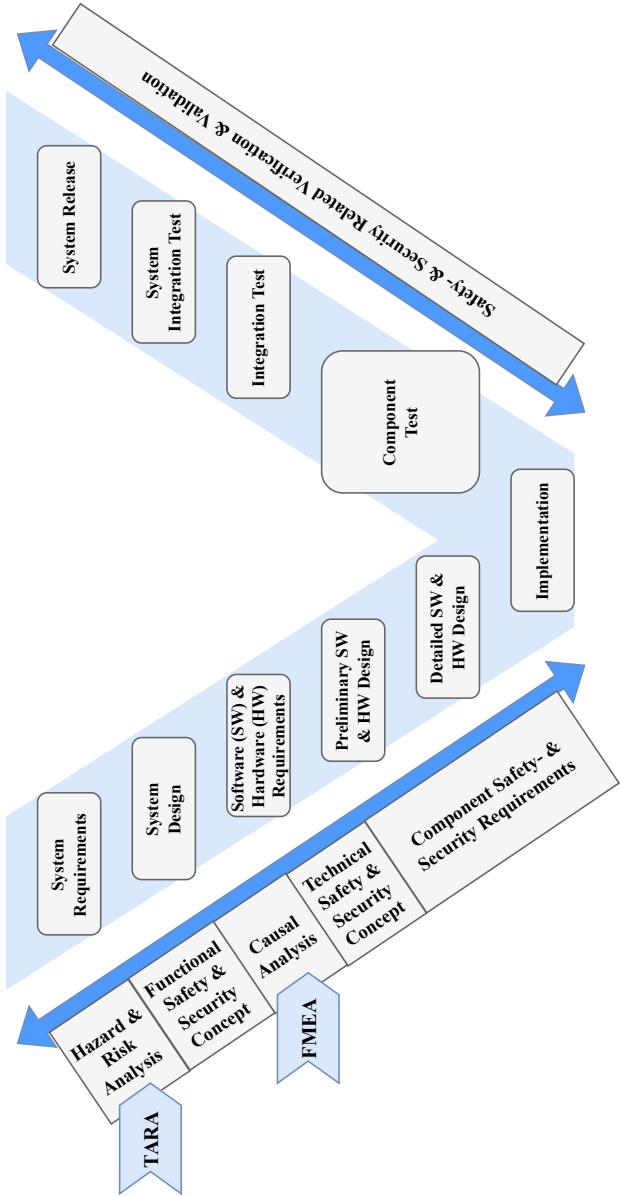 System
Requirements
System
Design
Software (SW) &
Hardware (HW)
Requirements
Preliminary SW
& HW Design
Detailed SW &
HW Design
Implementation
Component
Test
Integration Test
System
Integration Test
System Release
Hazard &
Risk
Analysis
Functional
Safety &
Security
Concept
Causal
Analysis
Technical
Safety &
Security
Concept
Component Safety- &
Security Requirements
TARA
FMEA
Safety- & Security Related Verification & Validation